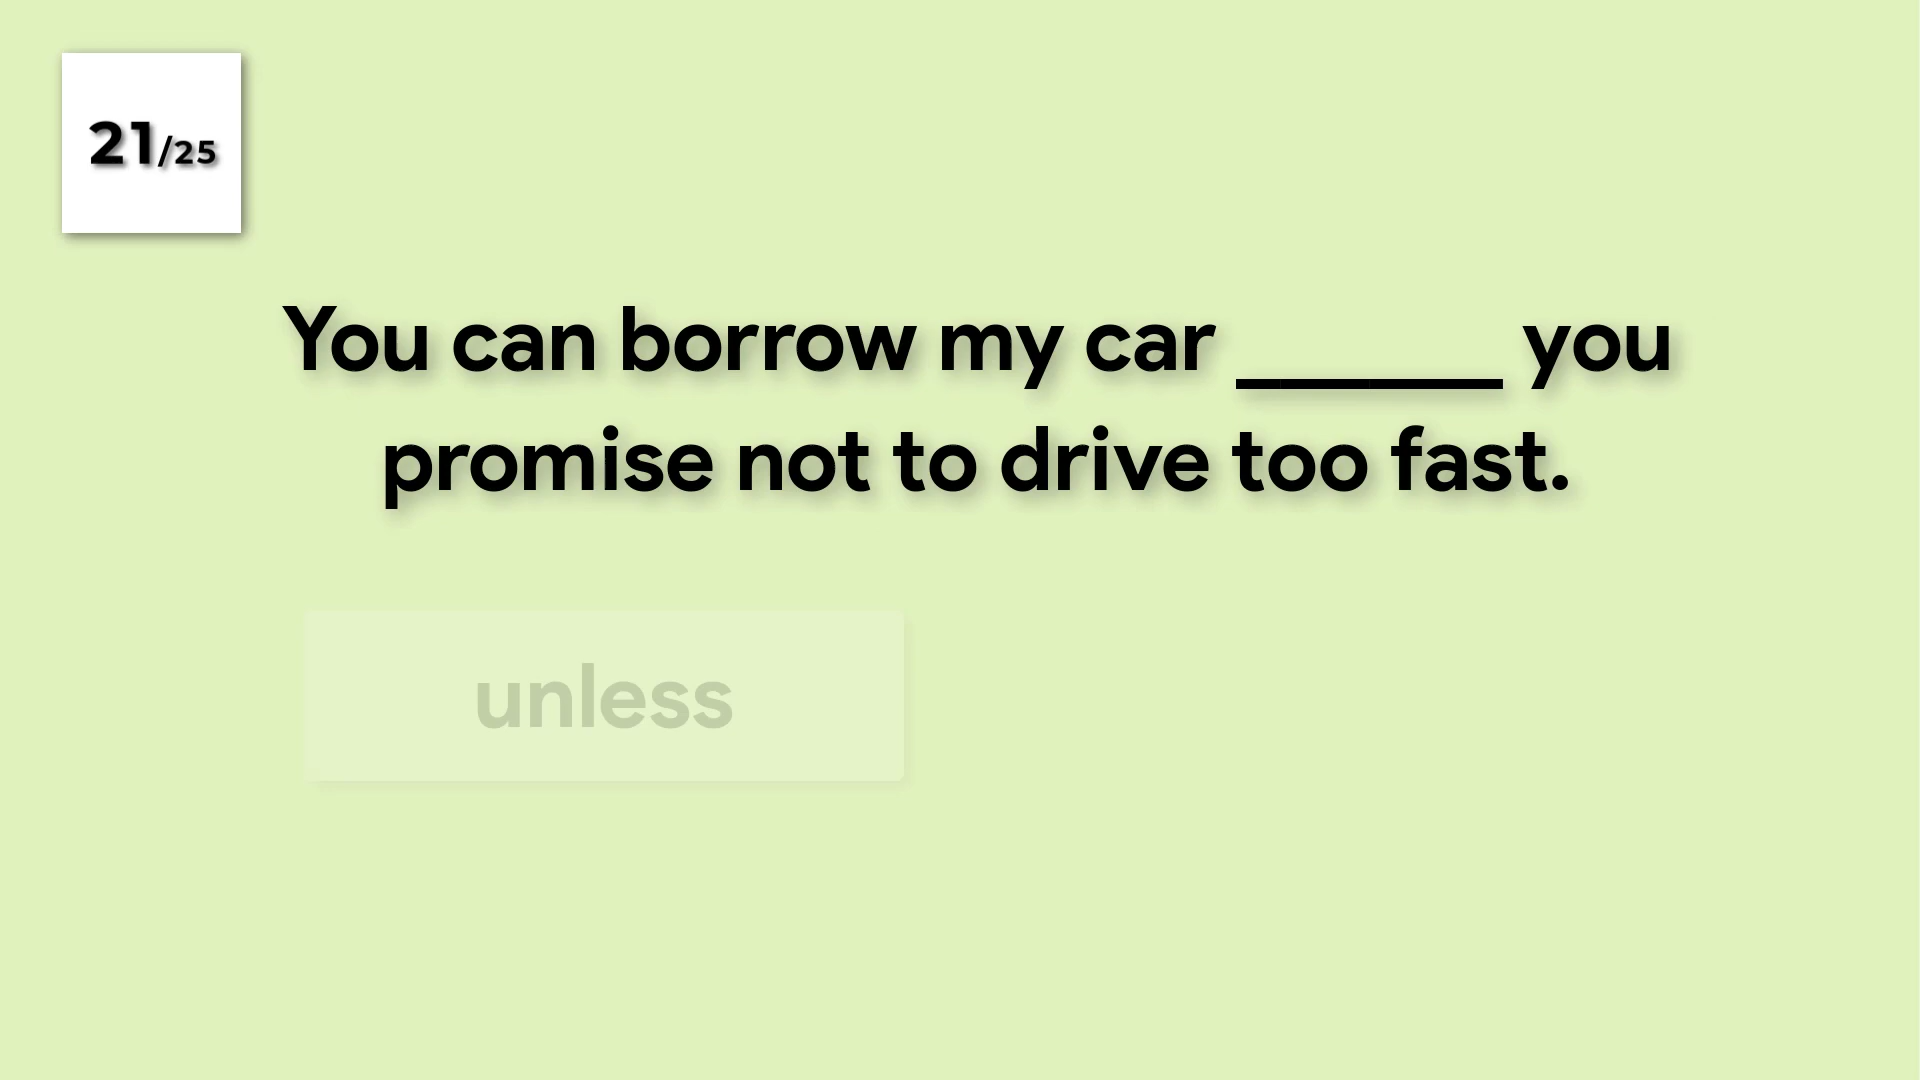 21/25
You can borrow my car ______ you
promise not to drive too fast.
unless